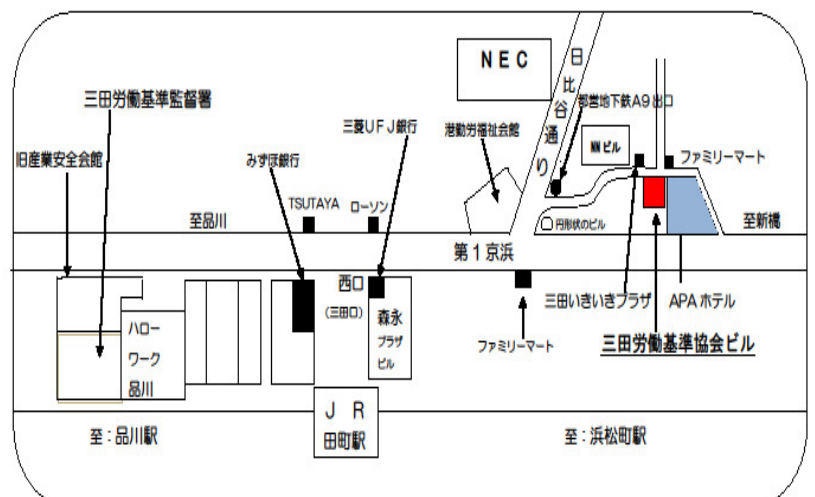 NEC
日比谷通り
三田労働基準監督署
都営地下鉄A9出口
三菱UFJ銀行
港勤労福祉会館
NNビル
ファミリーマート
旧産業安全会館
みずほ銀行
TSUTAYA
ローソン
至品川
円形状のビル
至新橋
第1京浜
西口
(三田口)
三田いきいきプラザ
APAホテル
森永
プラザ
ビル
ハロー
ワーク
品川
ファミリーマート
三田労働基準協会ビル
JR
田町駅
至:品川駅
至:浜松町駅